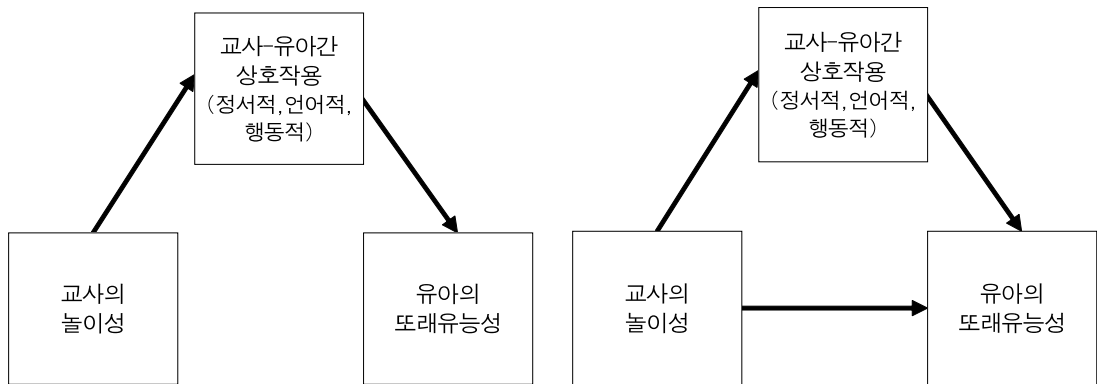 교사-유아간
상호작용
(정서적,언어적,
행동적)
교사의
놀이성
유아의
또래유능성
교사-유아간
상호작용
(정서적,언어적,
행동적)
교사의
놀이성
유아의
또래유능성